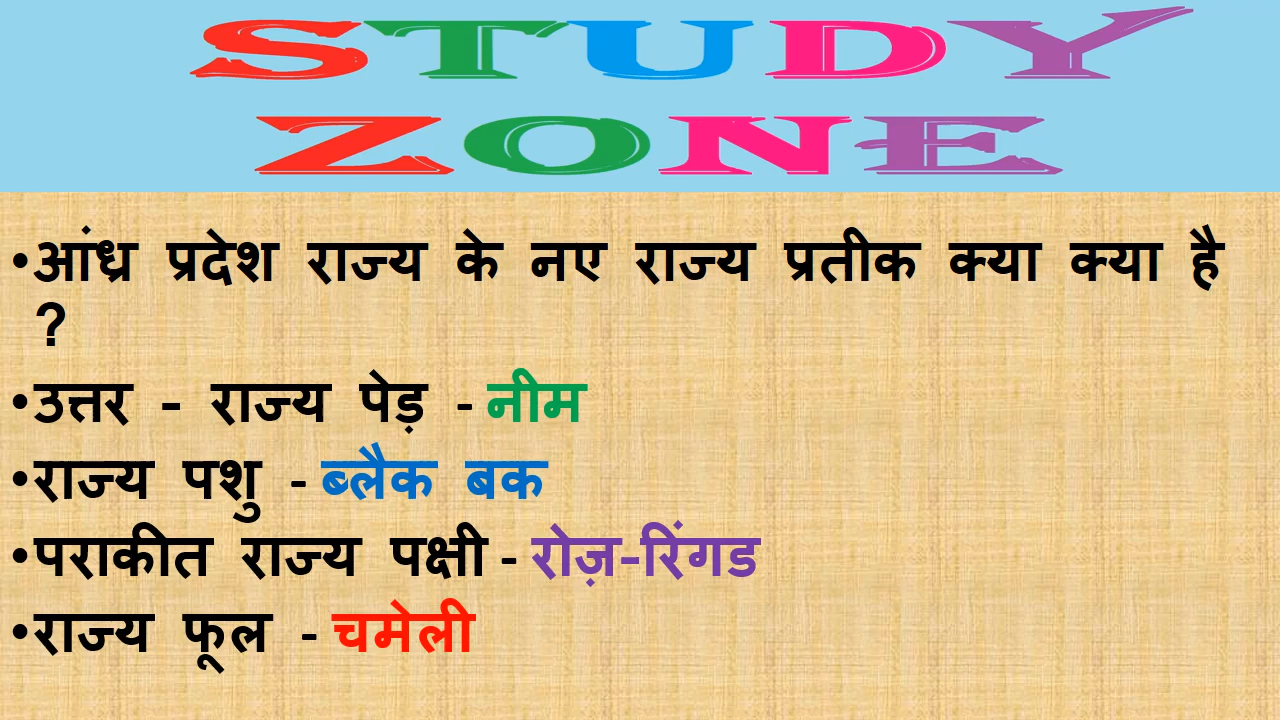 STUDY
ZONE
•आंध्र प्रदेश राज्य के नए राज्य प्रतीक क्या क्या है
?
•उत्तर - राज्य पेड़ - नीम
•राज्य पशु - ब्लैक बक
•पराकीत राज्य पक्षी - रोज़-रिंगड
•राज्य फूल - चमेली